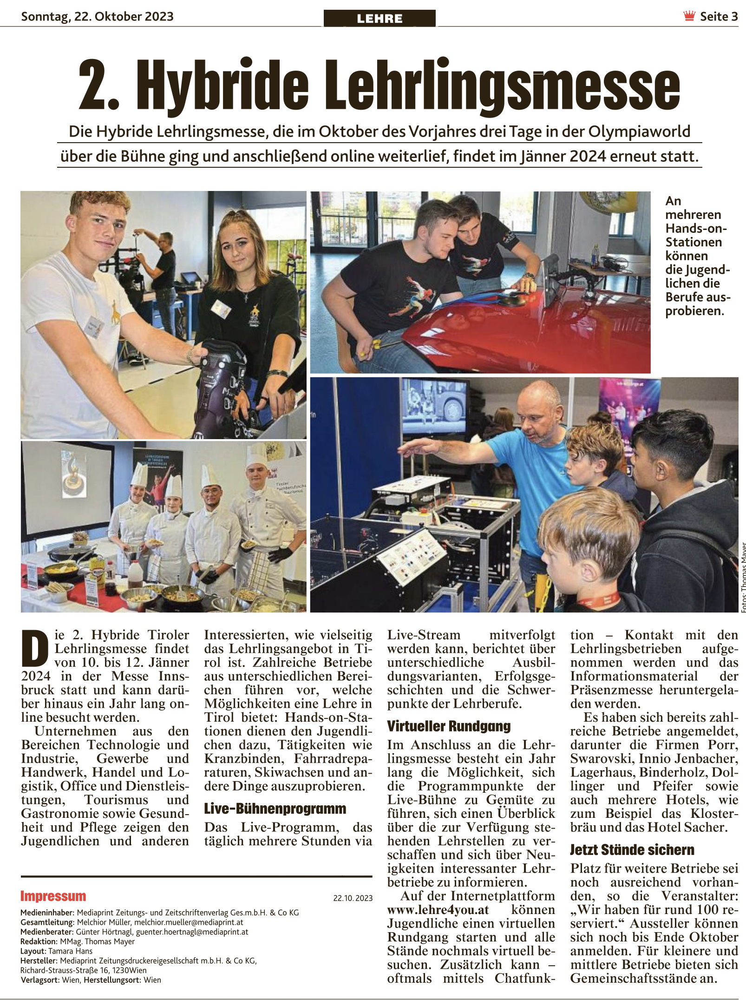 Sonntag, 22. Oktober 2023
LEHRE
Seite 3
2. Hybride Lehrlingsmesse
Die Hybride Lehrlingsmesse, die im Oktober des Vorjahres drei Tage in der Olympiaworld
über die Bühne ging und anschließend online weiterlief, findet im Jänner 2024 erneut statt.
An
mehreren
Hands-on-
Stationen
können
die Jugend-
lichen die
Berufe aus-
probieren.
Fotos: Thomas Mayer
Die 2. Hybride Tiroler
Lehrlingsmesse findet
von 10. bis 12. Jänner
2024 in der Messe Inns-
bruck statt und kann darü-
ber hinaus ein Jahr lang on-
line besucht werden.
Unternehmen aus den
Bereichen Technologie und
Industrie, Gewerbe und
Handwerk, Handel und Lo-
gistik, Office und Dienstleis-
tungen, Tourismus und
Gastronomie sowie Gesund-
heit und Pflege zeigen den
Jugendlichen und anderen
Interessierten, wie vielseitig
das Lehrlingsangebot in Ti-
rol ist. Zahlreiche Betriebe
aus unterschiedlichen Berei-
chen führen vor, welche
Möglichkeiten eine Lehre in
Tirol bietet: Hands-on-Sta-
tionen dienen den Jugendli-
chen dazu, Tätigkeiten wie
Kranzbinden, Fahrradrepa-
raturen, Skiwachsen und an-
dere Dinge auszuprobieren.
Live-Bühnenprogramm
Das Live-Programm, das
täglich mehrere Stunden via
Live-Stream mitverfolgt
werden kann, berichtet über
unterschiedliche Ausbil-
dungsvarianten, Erfolgsge-
schichten und die Schwer-
punkte der Lehrberufe.
Virtueller Rundgang
Im Anschluss an die Lehr-
lingsmesse besteht ein Jahr
lang die Möglichkeit, sich
die Programmpunkte der
Live-Bühne zu Gemüte zu
führen, sich einen Überblick
über die zur Verfügung ste-
henden Lehrstellen zu ver-
schaffen und sich über Neu-
igkeiten interessanter Lehr-
betriebe zu informieren.
Auf der Internetplattform
www.lehre4you.at können
Jugendliche einen virtuellen
Rundgang starten und alle
Stände nochmals virtuell be-
suchen. Zusätzlich kann –
oftmals mittels Chatfunk-
tion – Kontakt mit den
Lehrlingsbetrieben aufge-
nommen werden und das
Informationsmaterial der
Präsenzmesse heruntergela-
den werden.
Es haben sich bereits zahl-
reiche Betriebe angemeldet,
darunter die Firmen Porr,
Swarovski, Innio Jenbacher,
Lagerhaus, Binderholz, Dol-
linger und Pfeifer sowie
auch mehrere Hotels, wie
zum Beispiel das Kloster-
bräu und das Hotel Sacher.
Jetzt Stände sichern
Platz für weitere Betriebe sei
noch ausreichend vorhan-
den, so die Veranstalter:
„Wir haben für rund 100 re-
serviert.“ Aussteller können
sich noch bis Ende Oktober
anmelden. Für kleinere und
mittlere Betriebe bieten sich
Gemeinschaftsstände an.
Impressum
22.10.2023
Medieninhaber: Mediaprint Zeitungs- und Zeitschriftenverlag Ges.m.b.H. & Co KG
Gesamtleitung: Melchior Müller, melchior.mueller@mediaprint.at
Medienberater: Günter Hörtnagl, guenter.hoertnagl@mediaprint.at
Redaktion: MMag. Thomas Mayer
Layout: Tamara Hans
Hersteller: Mediaprint Zeitungsdruckereigesellschaft m.b.H. & Co KG,
Richard-Strauss-Straße 16, 1230Wien
Verlagsort: Wien, Herstellungsort: Wien